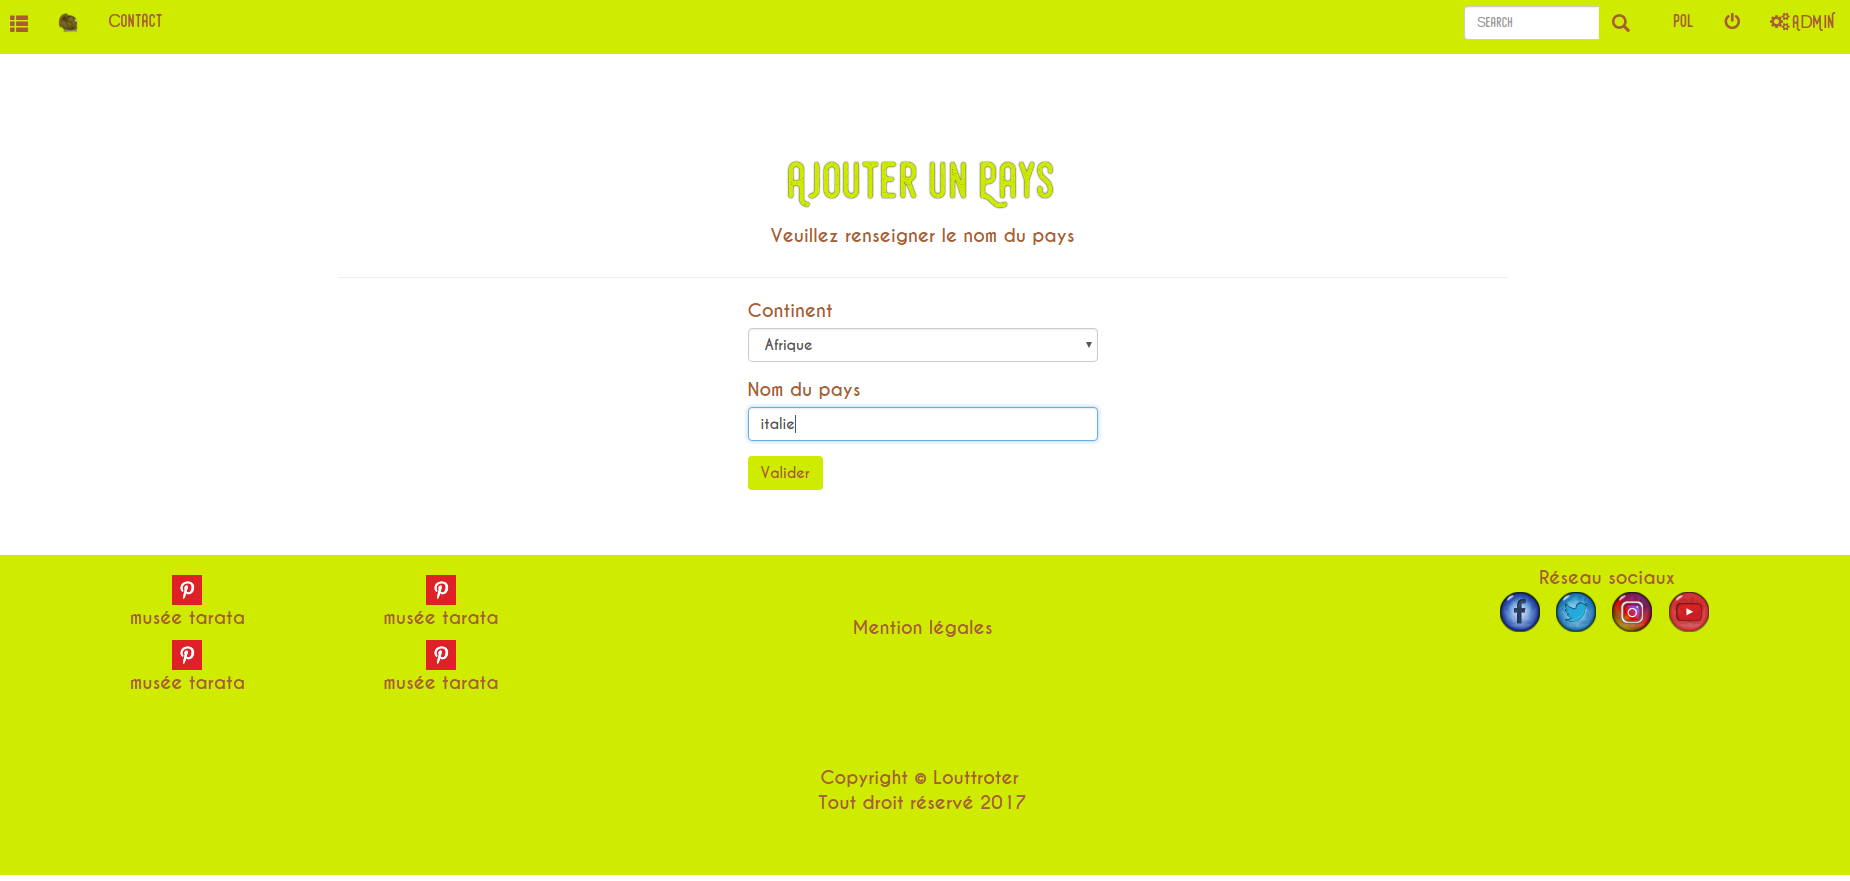 CONTACT
SEARCH
POL
ADMIN
AJOUTER UN PAYS
Veuillez renseigner le nom du pays
Continent
Afrique
Nom du pays
italie
Valider
musée tarata
musée tarata
musée tarata
musée tarata
Mention légales
Réseau sociaux
Copyright © Louttroter
Tout droit réservé 2017